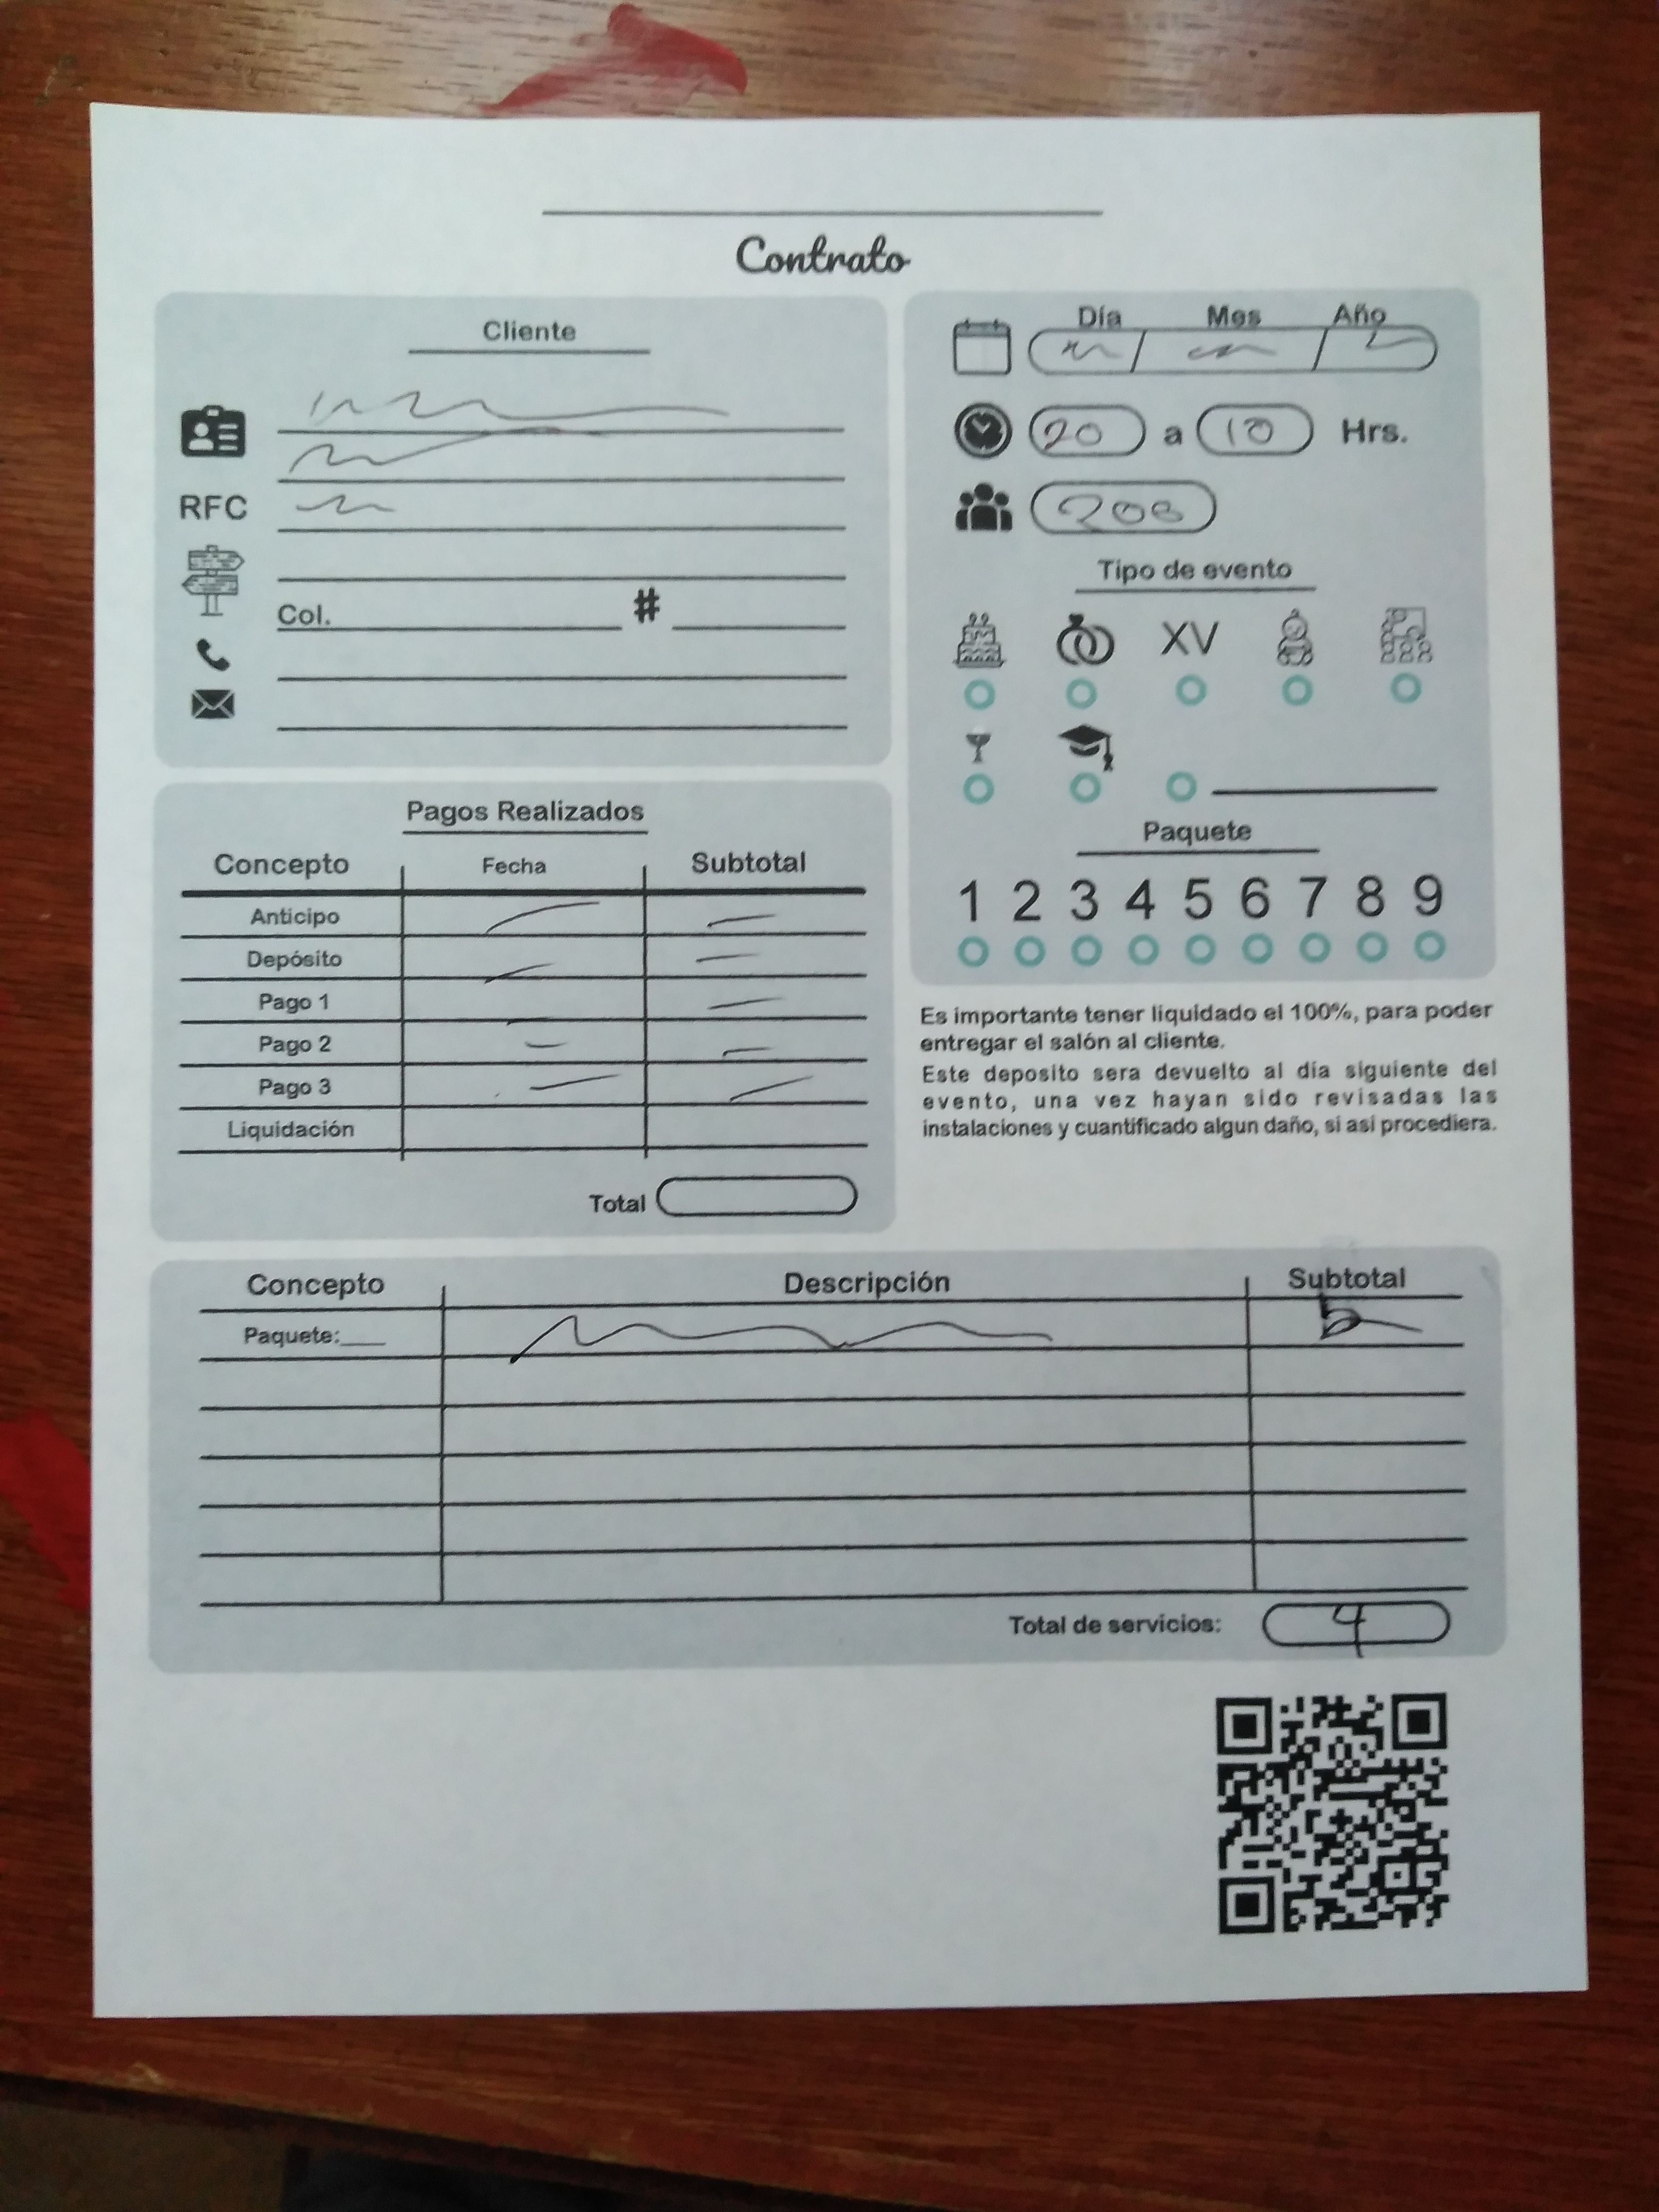 Contrato
Cliente
RFC
Col. #
Día Mes Año
20 a 10 Hrs.
200
Tipo de evento
XV
Paquete
1 2 3 4 5 6 7 8 9
Pagos Realizados
Concepto Fecha Subtotal
Anticipo
Depósito
Pago 1
Pago 2
Pago 3
Liquidación
Total
Es importante tener liquidado el 100%, para poder
entregar el salón al cliente.
Este deposito sera devuelto al día siguiente del
evento, una vez hayan sido revisadas las
instalaciones y cuantificado algun daño, si asi procediera.
Concepto Descripción Subtotal
Paquete:___
Total de servicios: 9